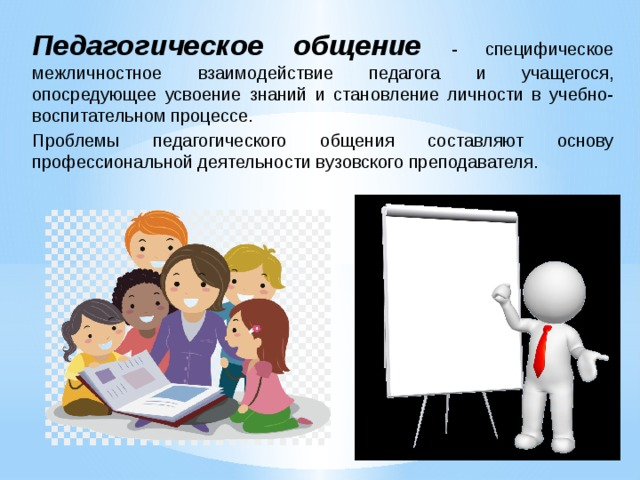 Педагогическое общение - специфическое
межличностное взаимодействие педагога и учащегося,
опосредующее усвоение знаний и становление личности в учебно-
воспитательном процессе.
Проблемы педагогического общения составляют основу
профессиональной деятельности вузовского преподавателя.